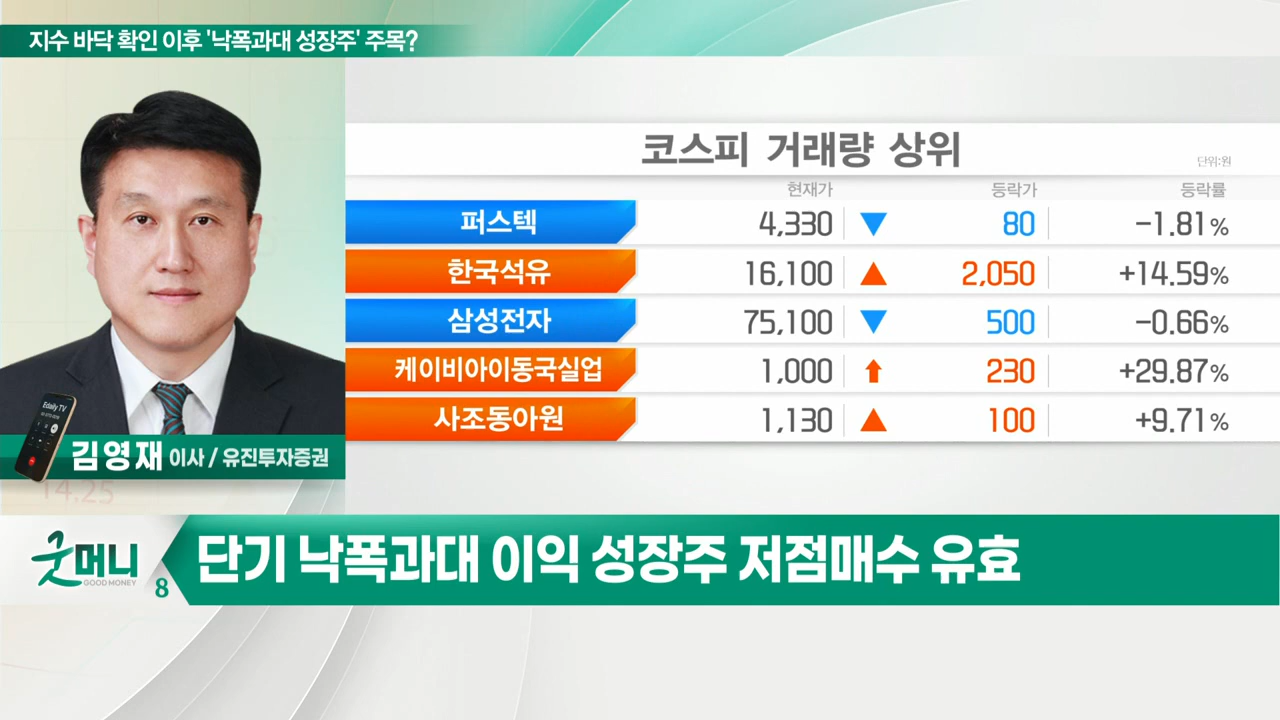 지수 바닥 확인 이후 '낙폭과대 성장주' 주목?
코스피 거래량 상위
단위:원
현재가 등락가 등락률
퍼스텍 4,330 ▼ 80 -1.81%
한국석유 16,100 ▲ 2,050 +14.59%
삼성전자 75,100 ▼ 500 -0.66%
케이비아이동국실업 1,000 ⬆ 230 +29.87%
사조동아원 1,130 ▲ 100 +9.71%
Edaily TV
김영재 이사 / 유진투자증권
14.25
굿머니
GOOD MONEY
8
단기 낙폭과대 이익 성장주 저점매수 유효